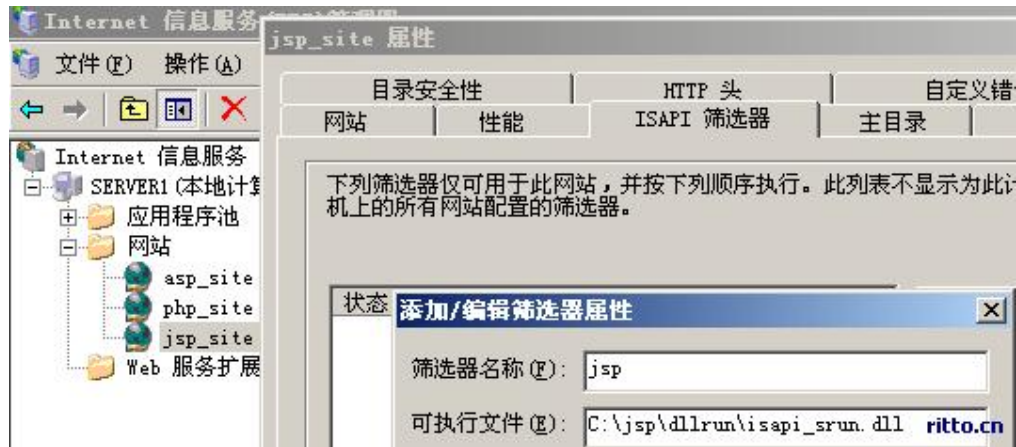 Internet 信息服务(IIS)管理器
jsp_site 属性
文件(F) 操作(A)
目录安全性 HTTP 头 自定义错
网站 性能 ISAPI 筛选器 主目录
Internet 信息服务
SERVER1 (本地计算
应用程序池
网站
asp_site
php_site
jsp_site
Web 服务扩展
下列筛选器仅可用于此网站,并按下列顺序执行。此列表不显示为此计
机上的所有网站配置的筛选器。
状态
添加/编辑筛选器属性
筛选器名称(F): jsp
可执行文件(E): C:\jsp\dllrun\isapi_srun.dll
ritto.cn